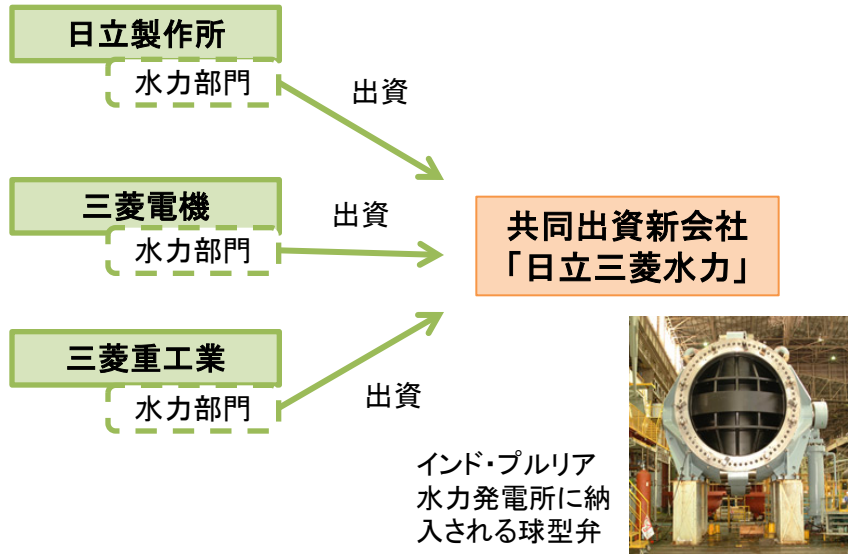 日立製作所
水力部門
出資
三菱電機
水力部門
出資
三菱重工業
水力部門
出資
共同出資新会社
「日立三菱水力」
インド・プルリア
水力発電所に納
入される球型弁